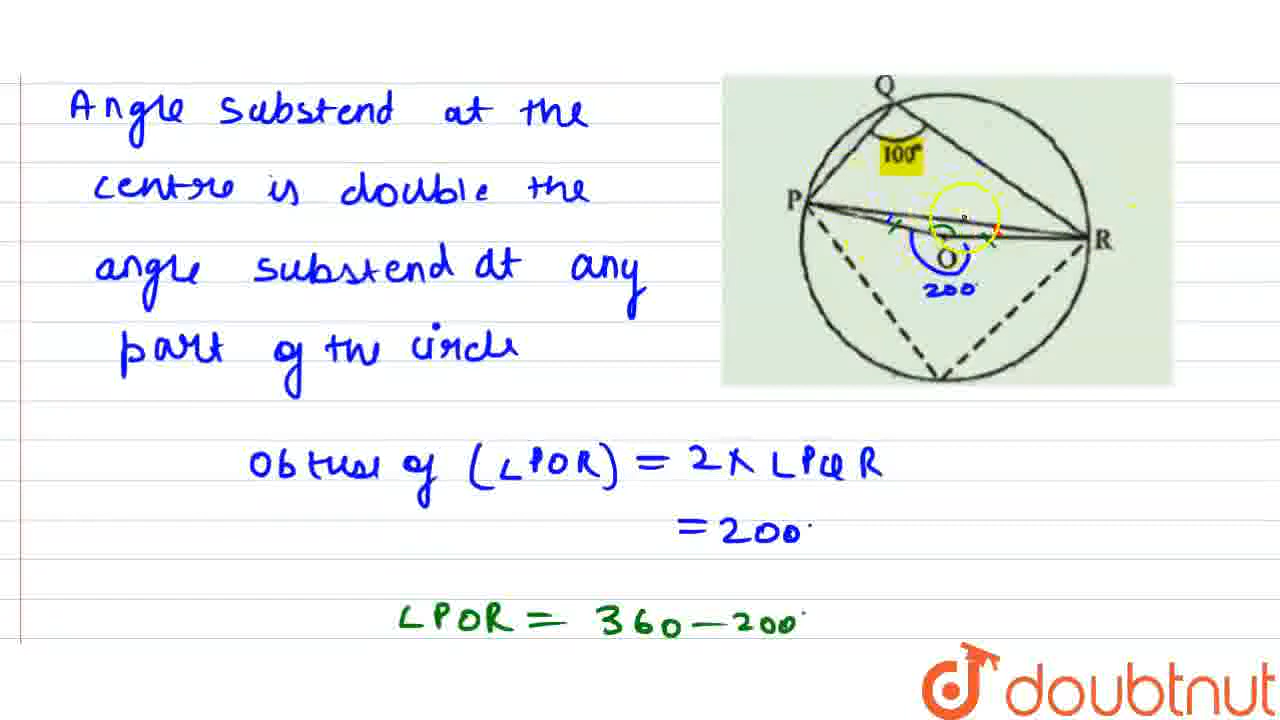 Angle substend at the
centre is double the
angle substend at any
part of the circle
Q
100°
P
R
O
200°
Obtuse of (∠POR) = 2× ∠PQR
= 200°
∠POR = 360 - 200°
doubtnut